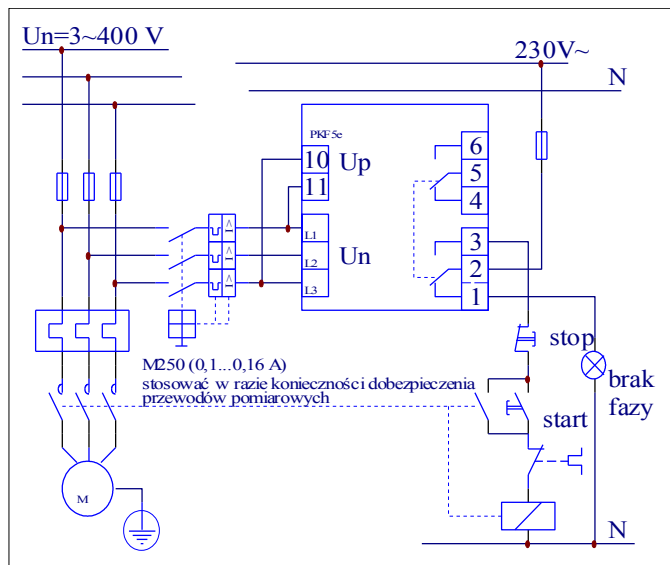 Un=3~400 V
230V~
N
PKF5e
10
11
Up
6
5
4
L1
L2
L3
Un
3
2
1
M250 (0,1...0,16 A)
stosować w razie konieczności dobezpieczenia
przewodów pomiarowych
stop
start
brak
fazy
M
N